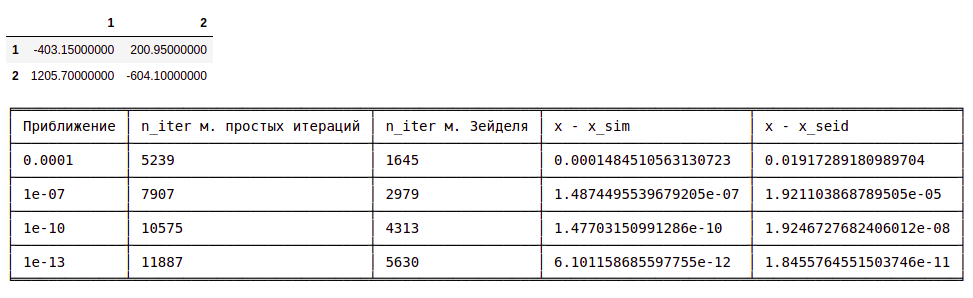 1 2
1 -403.15000000 200.95000000
2 1205.70000000 -604.10000000
Приближение n_iter м. простых итераций n_iter м. Зейделя x - x_sim x - x_seid
0.0001 5239 1645 0.0001484510563130723 0.01917289180989704
1e-07 7907 2979 1.4874495539679205e-07 1.921103868789505e-05
1e-10 10575 4313 1.47703150991286e-10 1.9246727682406012e-08
1e-13 11887 5630 6.101158685597755e-12 1.8455764551503746e-11